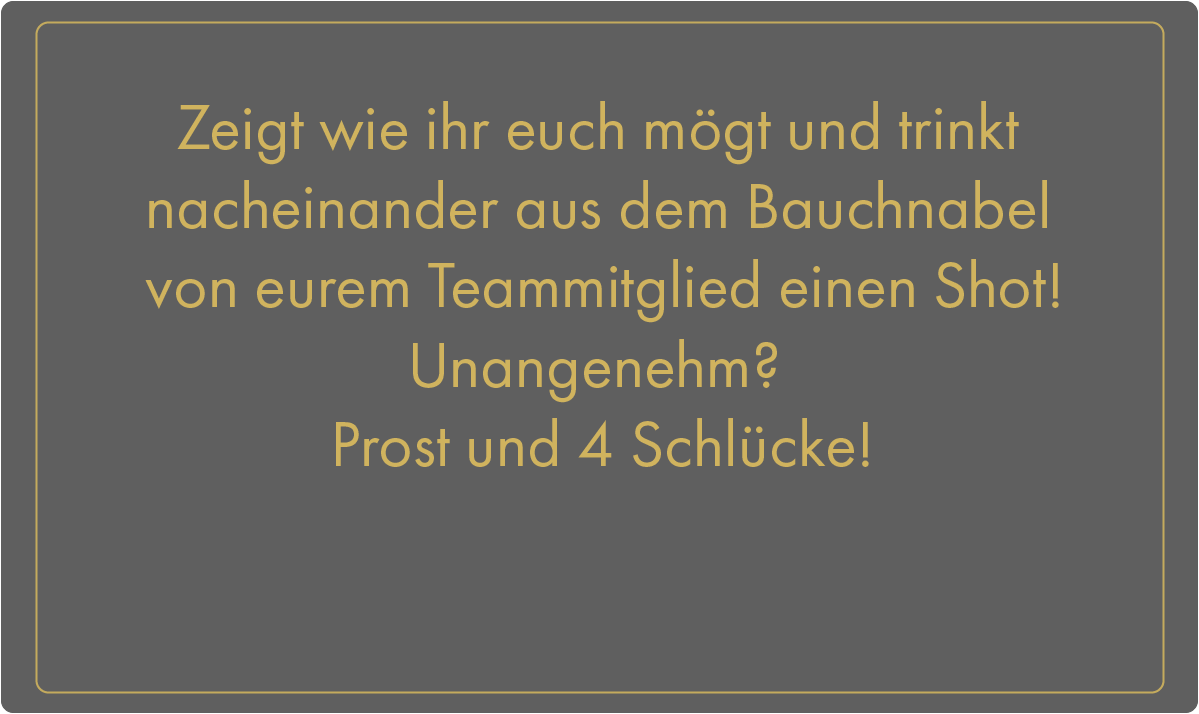 Zeigt wie ihr euch mögt und trinkt
nacheinander aus dem Bauchnabel
von eurem Teammitglied einen Shot!
Unangenehm?
Prost und 4 Schlücke!